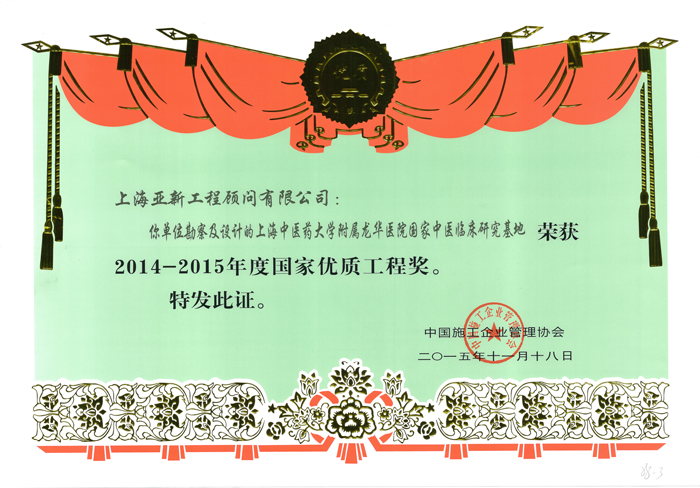 上海亚新工程顾问有限公司：
你单位勘察及设计的上海中医药大学附属龙华医院国家中医临床研究基地 荣获
2014-2015年度国家优质工程奖。
特发此证。
中国施工企业管理协会
二〇一五年十一月十八日